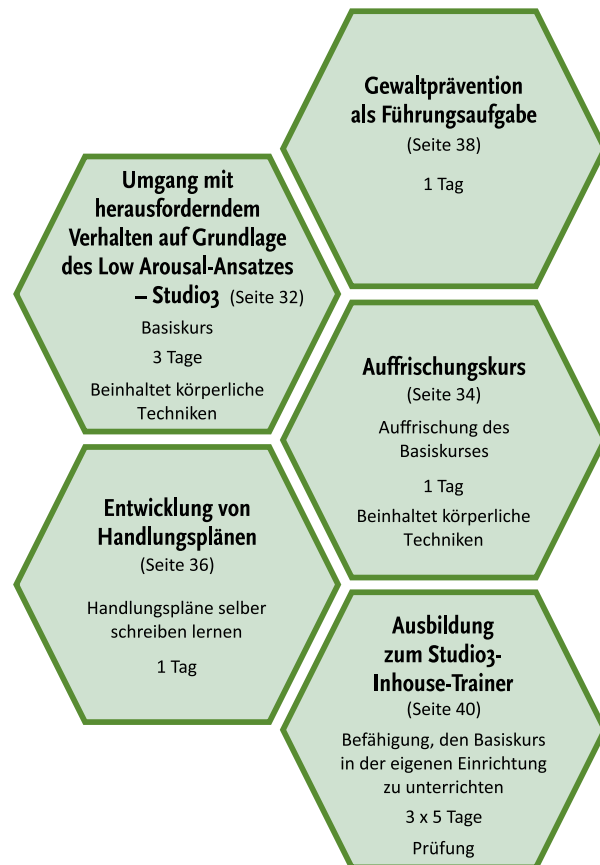 Gewaltprävention
als Führungsaufgabe
(Seite 38)
1 Tag
Umgang mit
herausforderndem
Verhalten auf Grundlage
des Low Arousal-Ansatzes
– Studio3 (Seite 32)
Basiskurs
3 Tage
Beinhaltet körperliche
Techniken
Auffrischungskurs
(Seite 34)
Auffrischung des
Basiskurses
1 Tag
Beinhaltet körperliche
Techniken
Entwicklung von
Handlungsplänen
(Seite 36)
Handlungspläne selber
schreiben lernen
1 Tag
Ausbildung
zum Studio3-
Inhouse-Trainer
(Seite 40)
Befähigung, den Basiskurs
in der eigenen Einrichtung
zu unterrichten
3 x 5 Tage
Prüfung